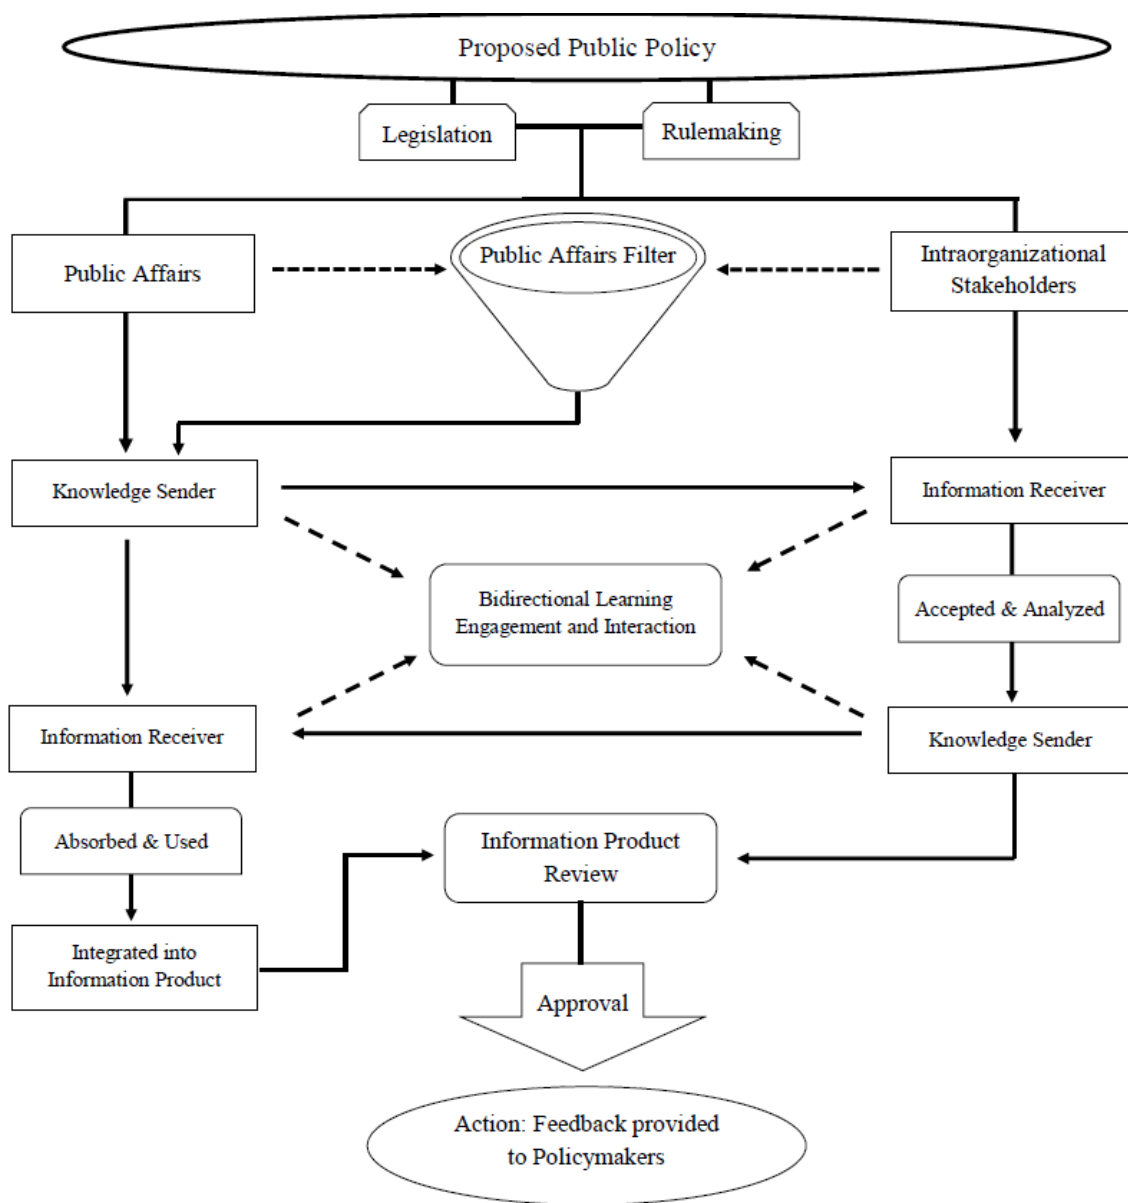 Proposed Public Policy
Legislation
Rulemaking
Public Affairs
Public Affairs Filter
Intraorganizational
Stakeholders
Knowledge Sender
Information Receiver
Bidirectional Learning
Engagement and Interaction
Accepted & Analyzed
Information Receiver
Knowledge Sender
Absorbed & Used
Information Product
Review
Integrated into
Information Product
Approval
Action: Feedback provided
to Policymakers